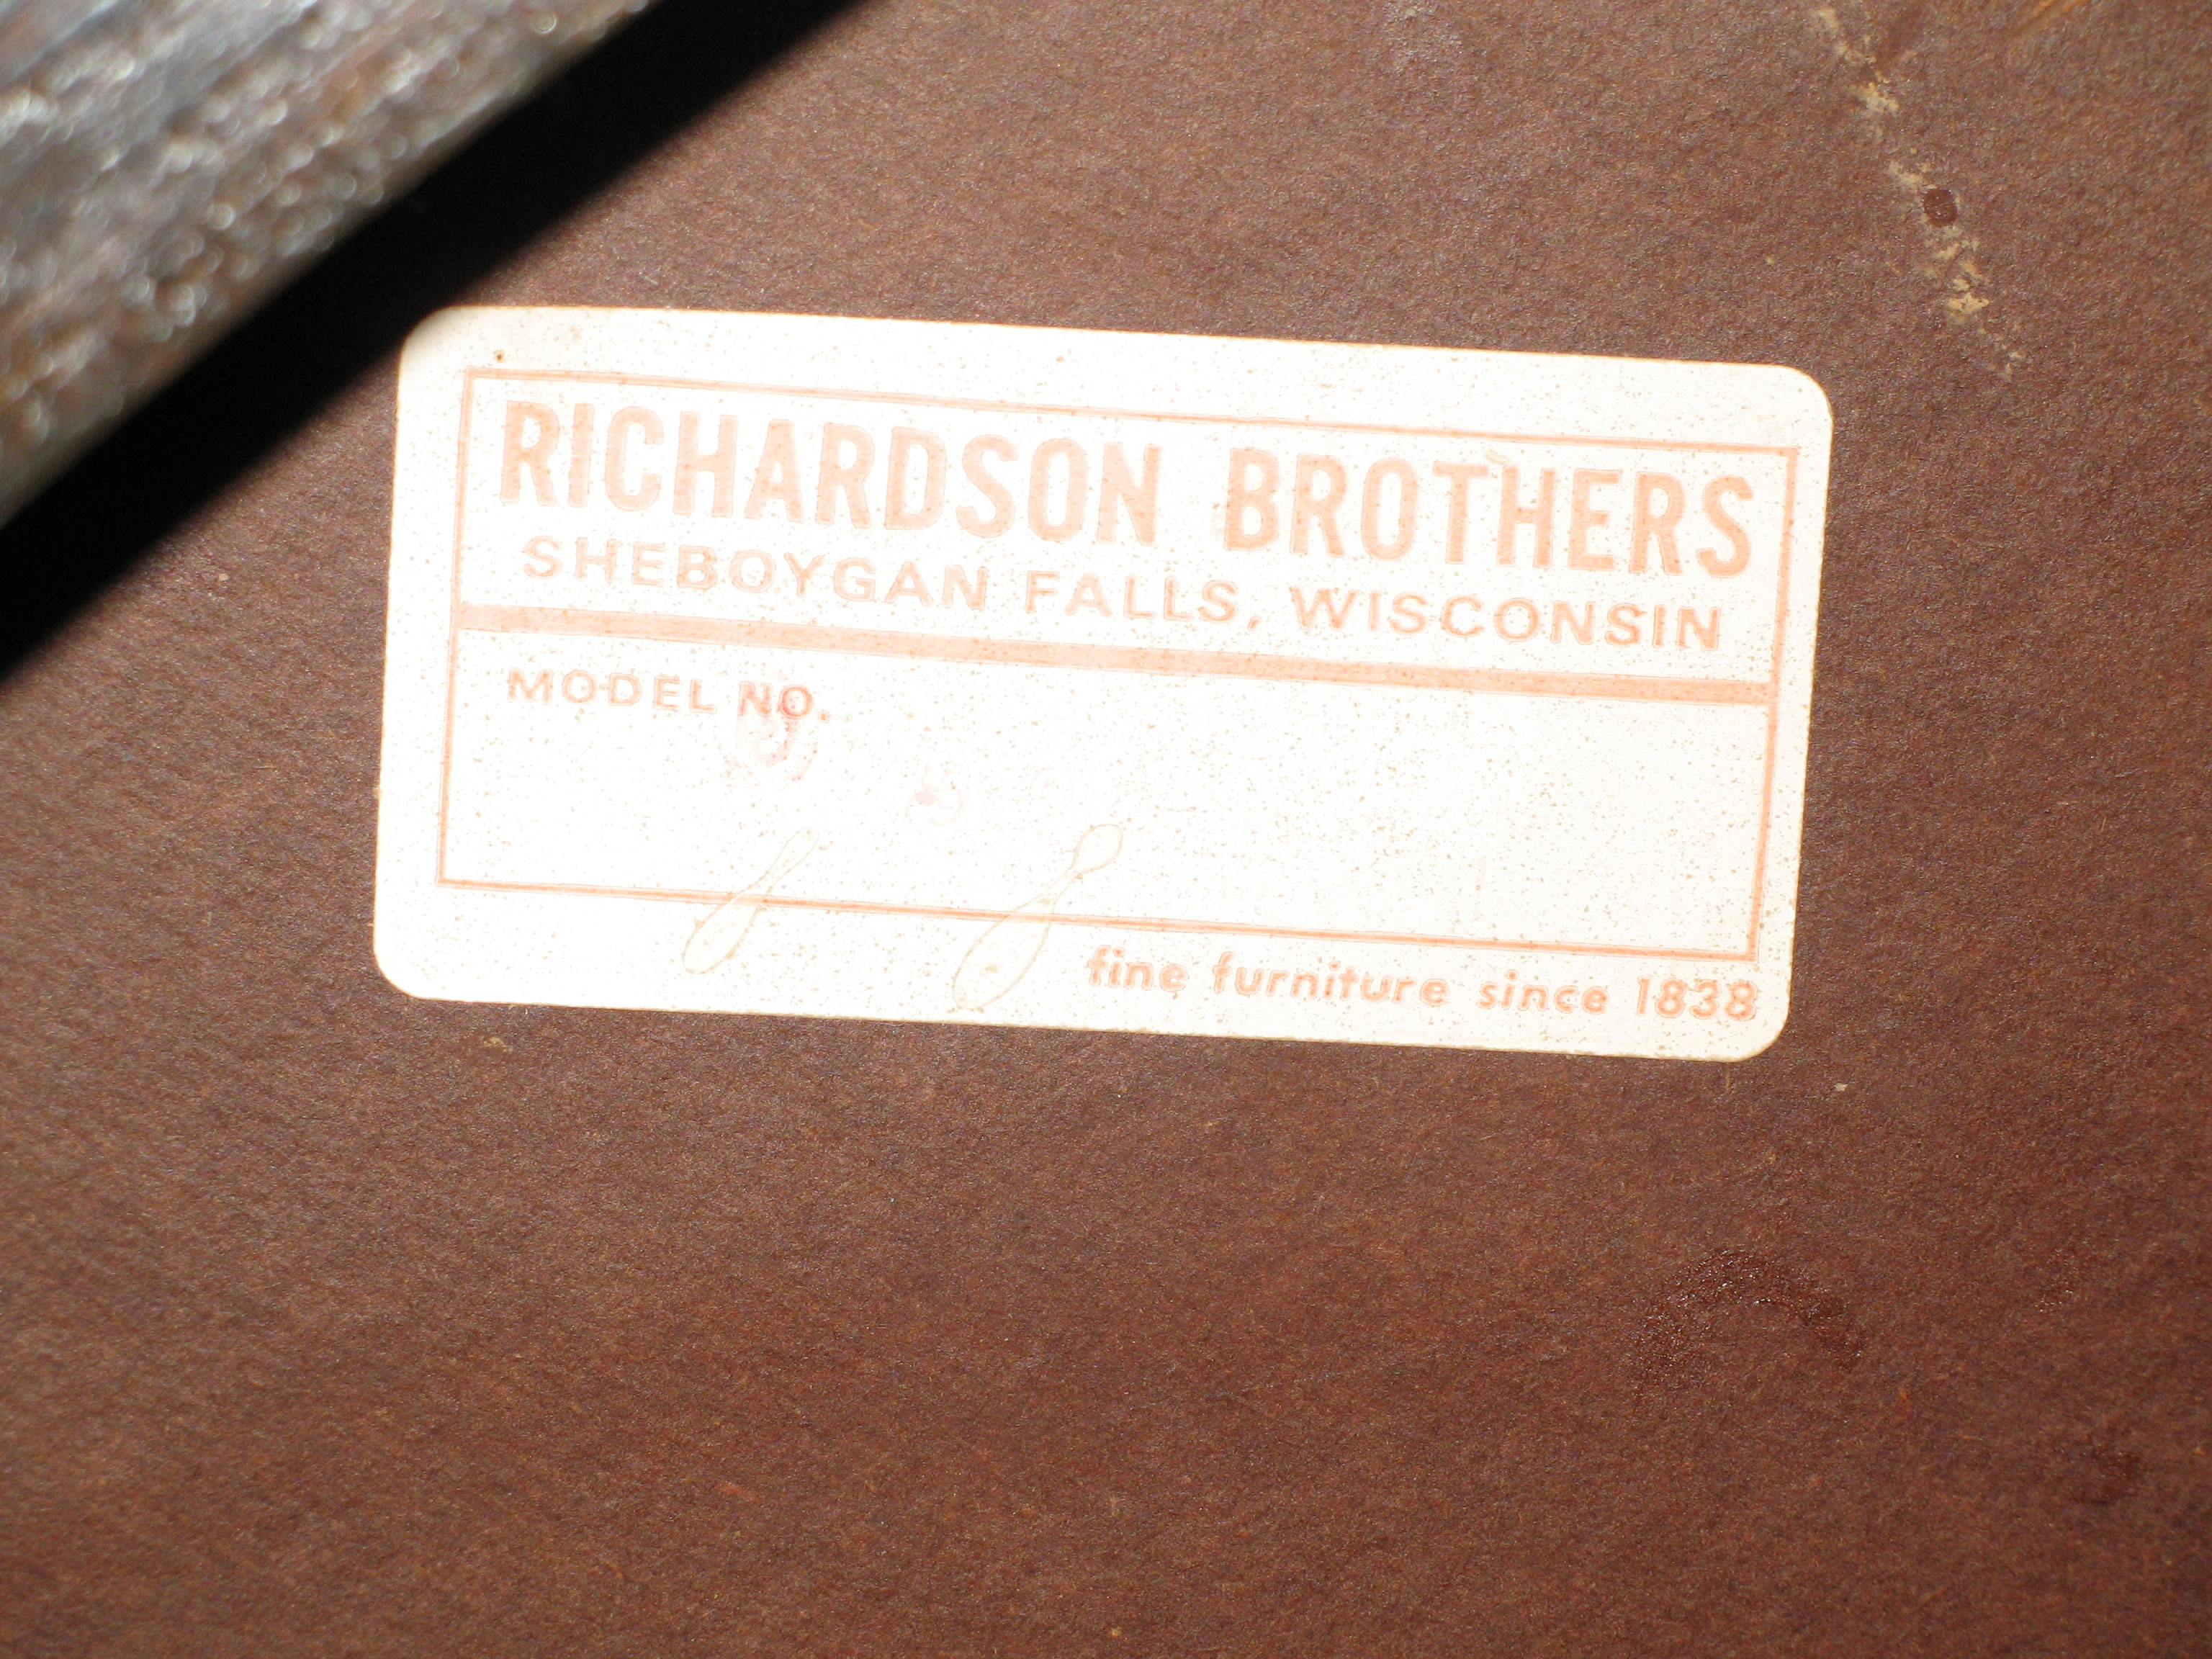 RICHARDSON BROTHERS
SHEBOYGAN FALLS, WISCONSIN
MODEL NO.
fine furniture since 1838